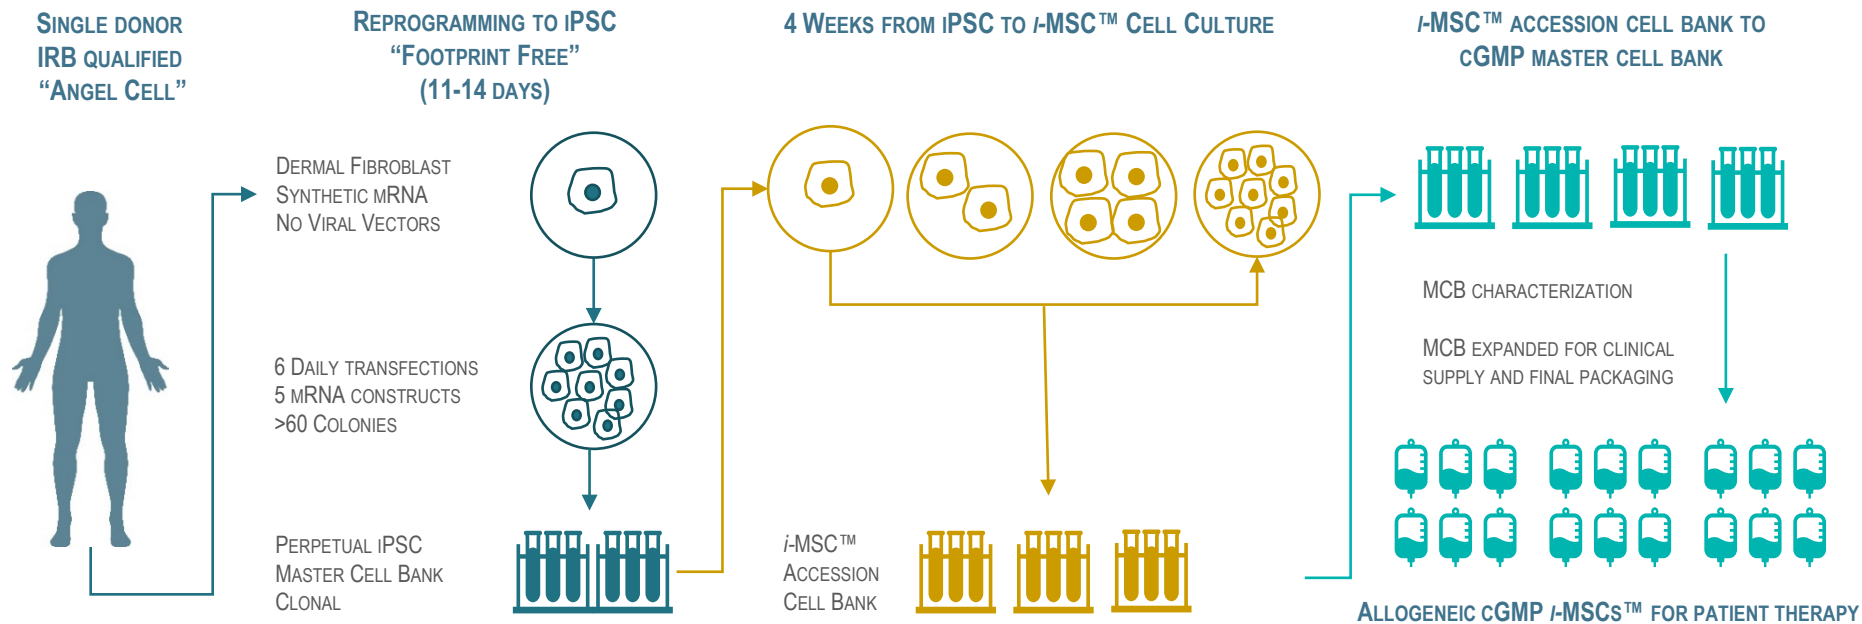 SINGLE DONOR
IRB QUALIFIED
“ANGEL CELL”
REPROGRAMMING TO iPSC
“FOOTPRINT FREE”
(11-14 DAYS)
DERMAL FIBROBLAST
SYNTHETIC MRNA
NO VIRAL VECTORS
6 DAILY TRANSFECTIONS
5 MRNA CONSTRUCTS
>60 COLONIES
PERPETUAL iPSC
MASTER CELL BANK
CLONAL
4 WEEKS FROM iPSC TO i-MSC™ CELL CULTURE
i-MSC™
ACCESSION
CELL BANK
i-MSC™ ACCESSION CELL BANK TO
CGMP MASTER CELL BANK
MCB CHARACTERIZATION
MCB EXPANDED FOR CLINICAL
SUPPLY AND FINAL PACKAGING
ALLOGENEIC CGMP i-MSCS™ FOR PATIENT THERAPY